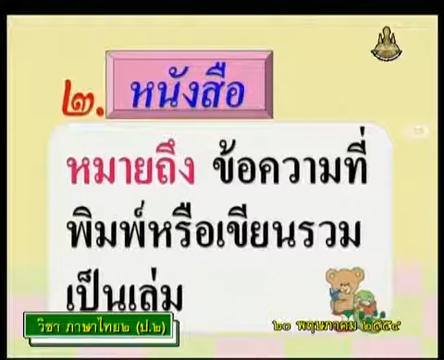 ๒. หนังสือ
หมายถึง ข้อความที่
พิมพ์หรือเขียนรวม
เป็นเล่ม
วิชา ภาษาไทย๒ (ป.๒)
๒๐ พฤษภาคม ๒๕๕๔